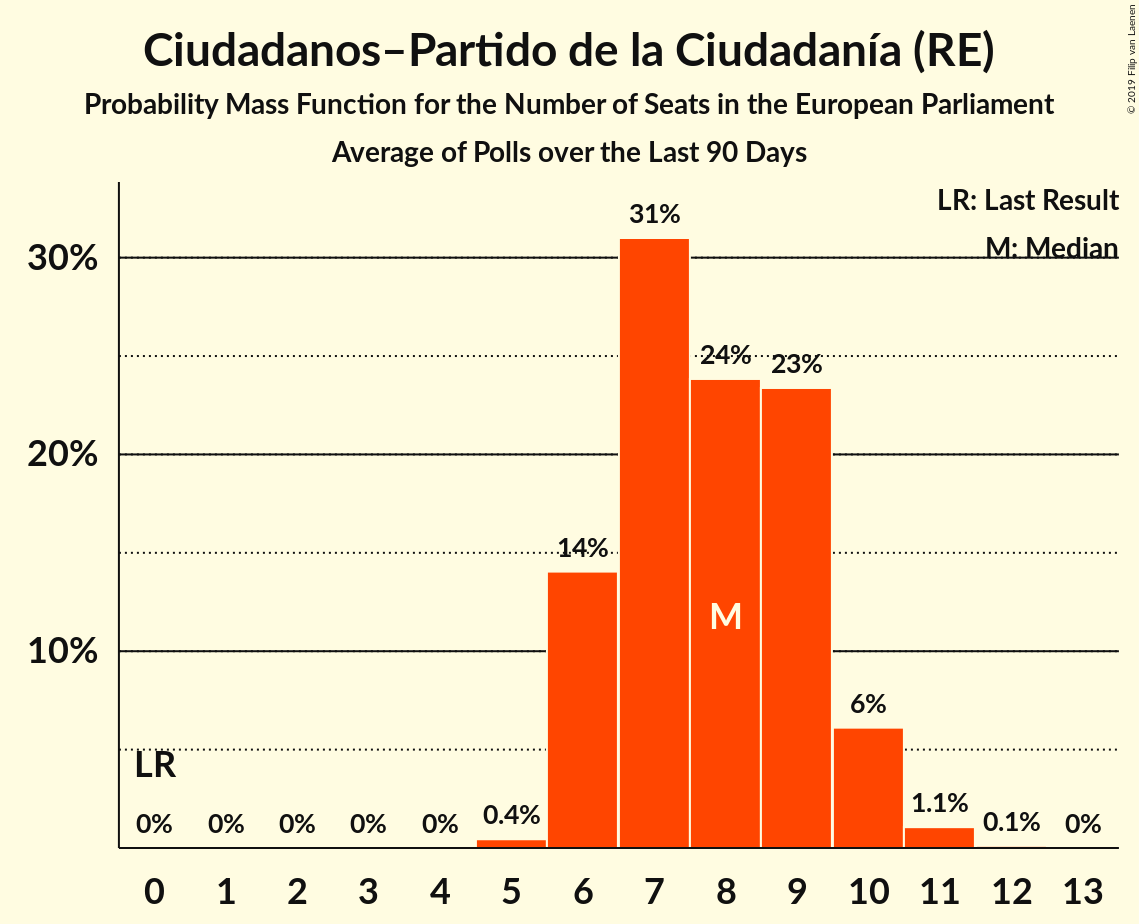 Ciudadanos–Partido de la Ciudadanía (RE)
Probability Mass Function for the Number of Seats in the European Parliament
Average of Polls over the Last 90 Days
© 2019 Filip van Laenen
LR: Last Result
M: Median
30%
20%
10%
31%
24%
23%
14%
M
6%
LR
0%
0%
0%
0%
0%
0.4%
1.1%
0.1%
0%
0 1 2 3 4 5 6 7 8 9 10 11 12 13